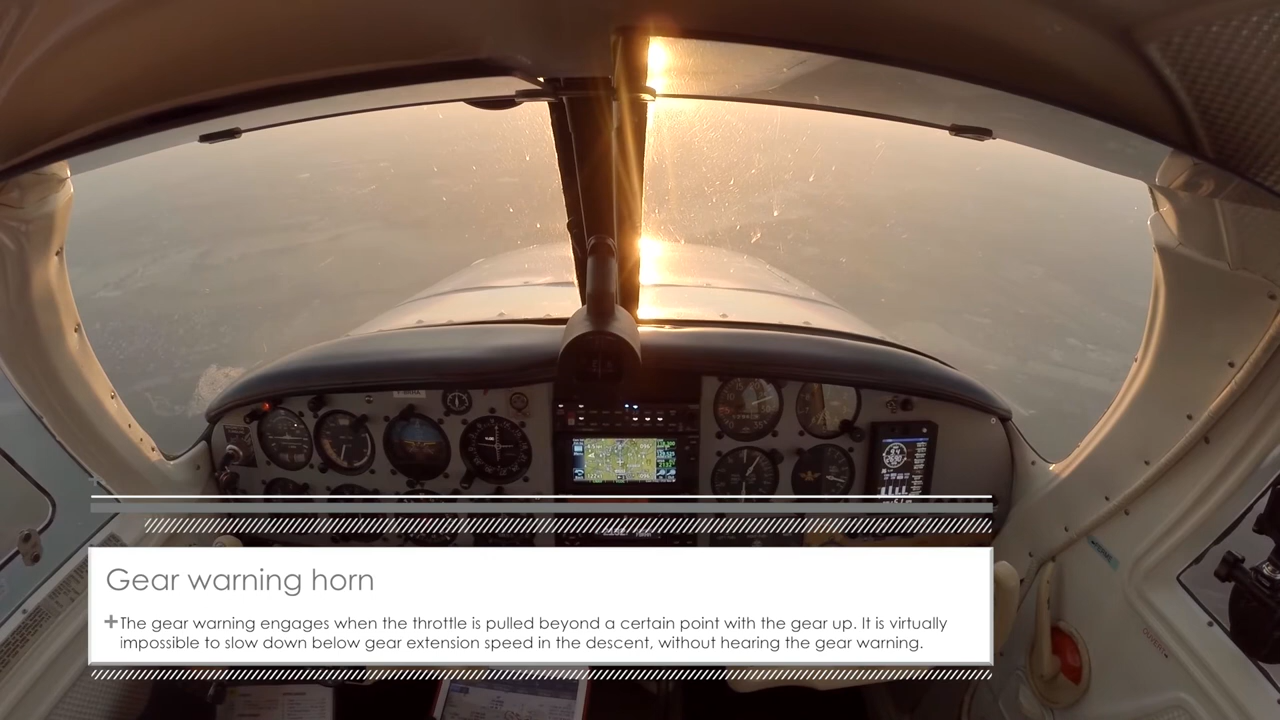 Gear warning horn
+The gear warning engages when the throttle is pulled beyond a certain point with the gear up. It is virtually
impossible to slow down below gear extension speed in the descent, without hearing the gear warning.